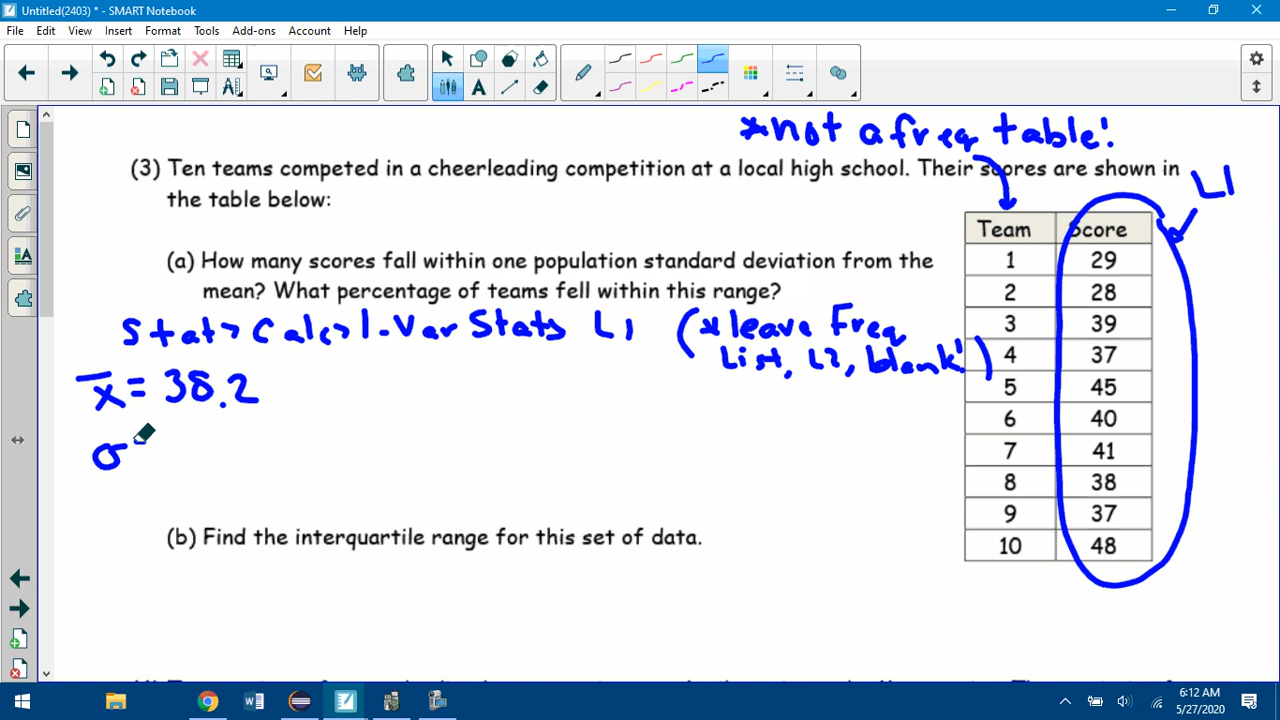 Untitled(2403) * - SMART Notebook
File Edit View Insert Format Tools Add-ons Account Help
*not a freq table!
(3) Ten teams competed in a cheerleading competition at a local high school. Their scores are shown in
the table below:
L1
Team Score
1 29
2 28
3 39
4 37
5 45
6 40
7 41
8 38
9 37
10 48
(a) How many scores fall within one population standard deviation from the
mean? What percentage of teams fell within this range?
Stat> Calc>1-Var Stats L1 (*leave Freq
List, L2, blank!)
x̄ = 38.2
σ
(b) Find the interquartile range for this set of data.
6:12 AM
5/27/2020